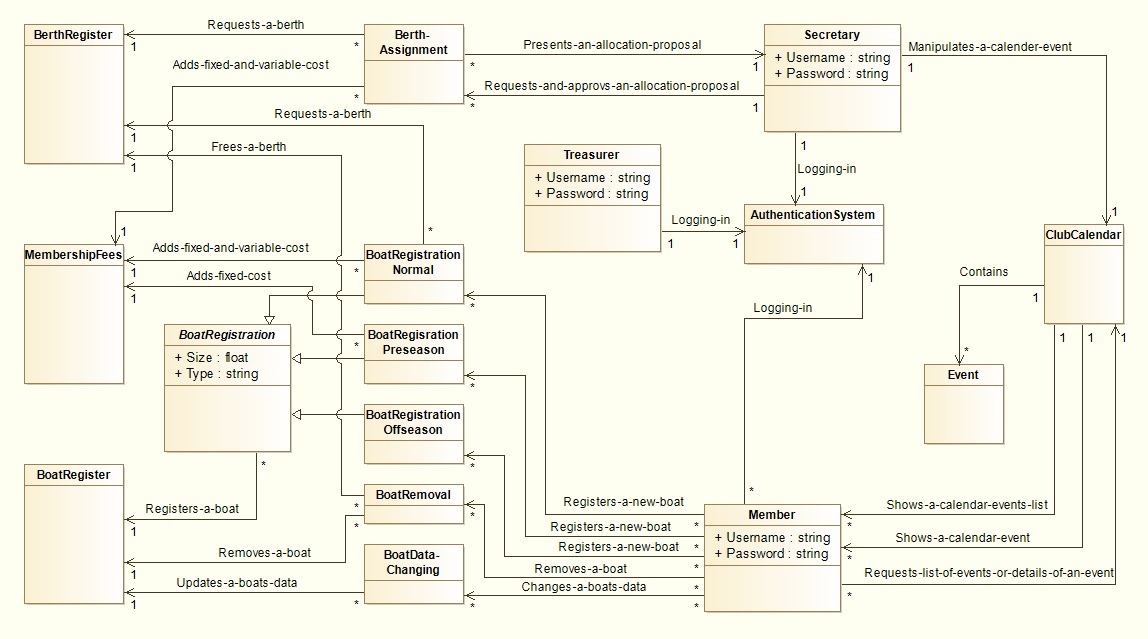 BerthRegister
Requests-a-berth
1
*
Berth-
Assignment
Presents-an-allocation-proposal
*
1
Secretary
+ Username : string
+ Password : string
Manipulates-a-calender-event
1
Adds-fixed-and-variable-cost
*
Requests-and-approvs-an-allocation-proposal
*
1
Requests-a-berth
1
*
Frees-a-berth
1
1
Logging-in
1
Treasurer
+ Username : string
+ Password : string
Logging-in
1
1
AuthenticationSystem
1
ClubCalendar
1
MembershipFees
Adds-fixed-and-variable-cost
1
*
BoatRegistration
Normal
*
Adds-fixed-cost
1
*
Contains
1
*
Event
Logging-in
1
*
BoatRegistration
+ Size : float
+ Type : string
*
BoatRegisration
Preseason
*
BoatRegistration
Offseason
*
1
1
1
BoatRegister
Registers-a-boat
1
BoatRemoval
*
*
*
Removes-a-boat
1
BoatData-
Changing
Updates-a-boats-data
1
*
*
Registers-a-new-boat
*
Registers-a-new-boat
*
Registers-a-new-boat
*
Removes-a-boat
*
Changes-a-boats-data
*
Member
+ Username : string
+ Password : string
Shows-a-calendar-events-list
*
Shows-a-calendar-event
*
Requests-list-of-events-or-details-of-an-event
*